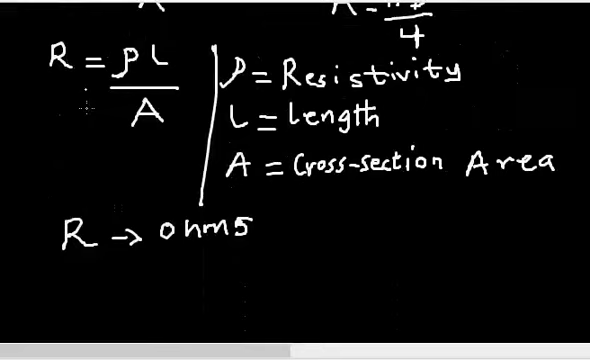 R = ρL / A
ρ = Resistivity
L = Length
A = Cross-section Area
R → ohms